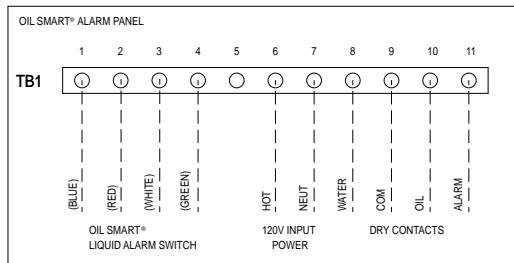 OIL SMART® ALARM PANEL
1 2 3 4 5 6 7 8 9 10 11
TB1
(BLUE) (RED) (WHITE) (GREEN) HOT NEUT WATER COM OIL ALARM
OIL SMART® 120V INPUT DRY CONTACTS
LIQUID ALARM SWITCH POWER